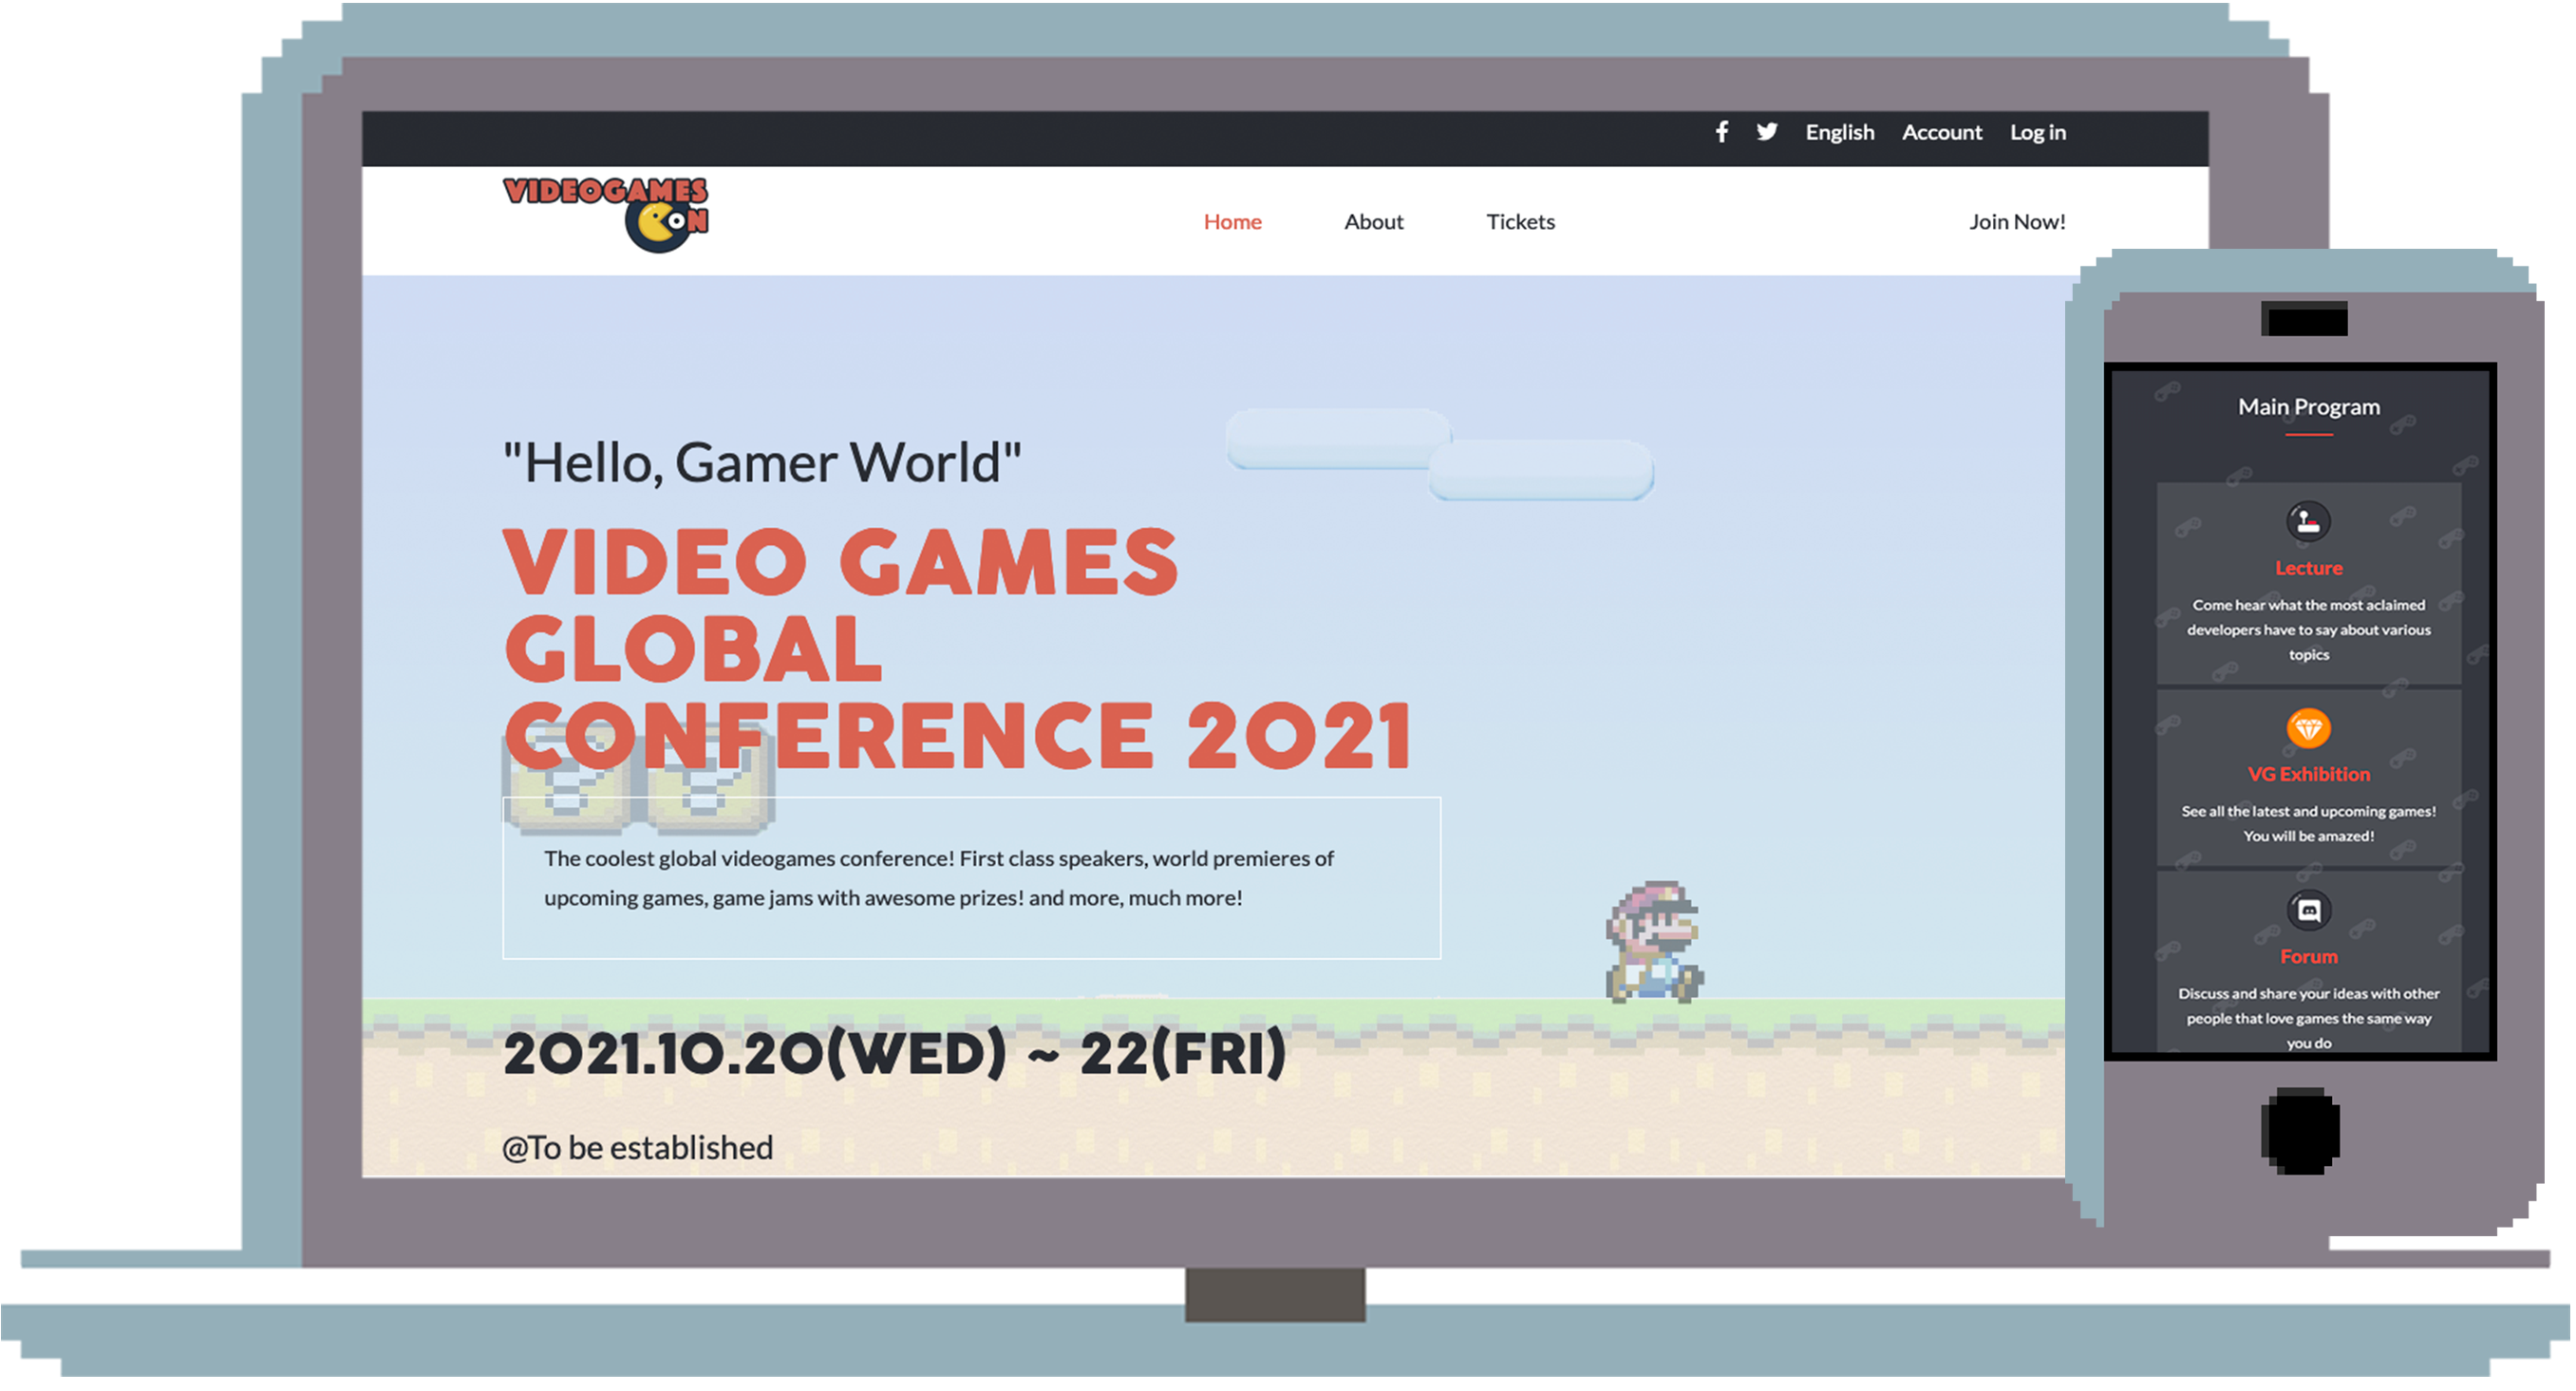 English Account Log in
VIDEOGAMES
CON
Home About Tickets Join Now!
"Hello, Gamer World"
VIDEO GAMES
GLOBAL
CONFERENCE 2021
The coolest global videogames conference! First class speakers, world premieres of
upcoming games, game jams with awesome prizes! and more, much more!
2021.10.20(WED) ~ 22(FRI)
@To be established
Main Program
Lecture
Come hear what the most aclaimed
developers have to say about various
topics
VG Exhibition
See all the latest and upcoming games!
You will be amazed!
Forum
Discuss and share your ideas with other
people that love games the same way
you do